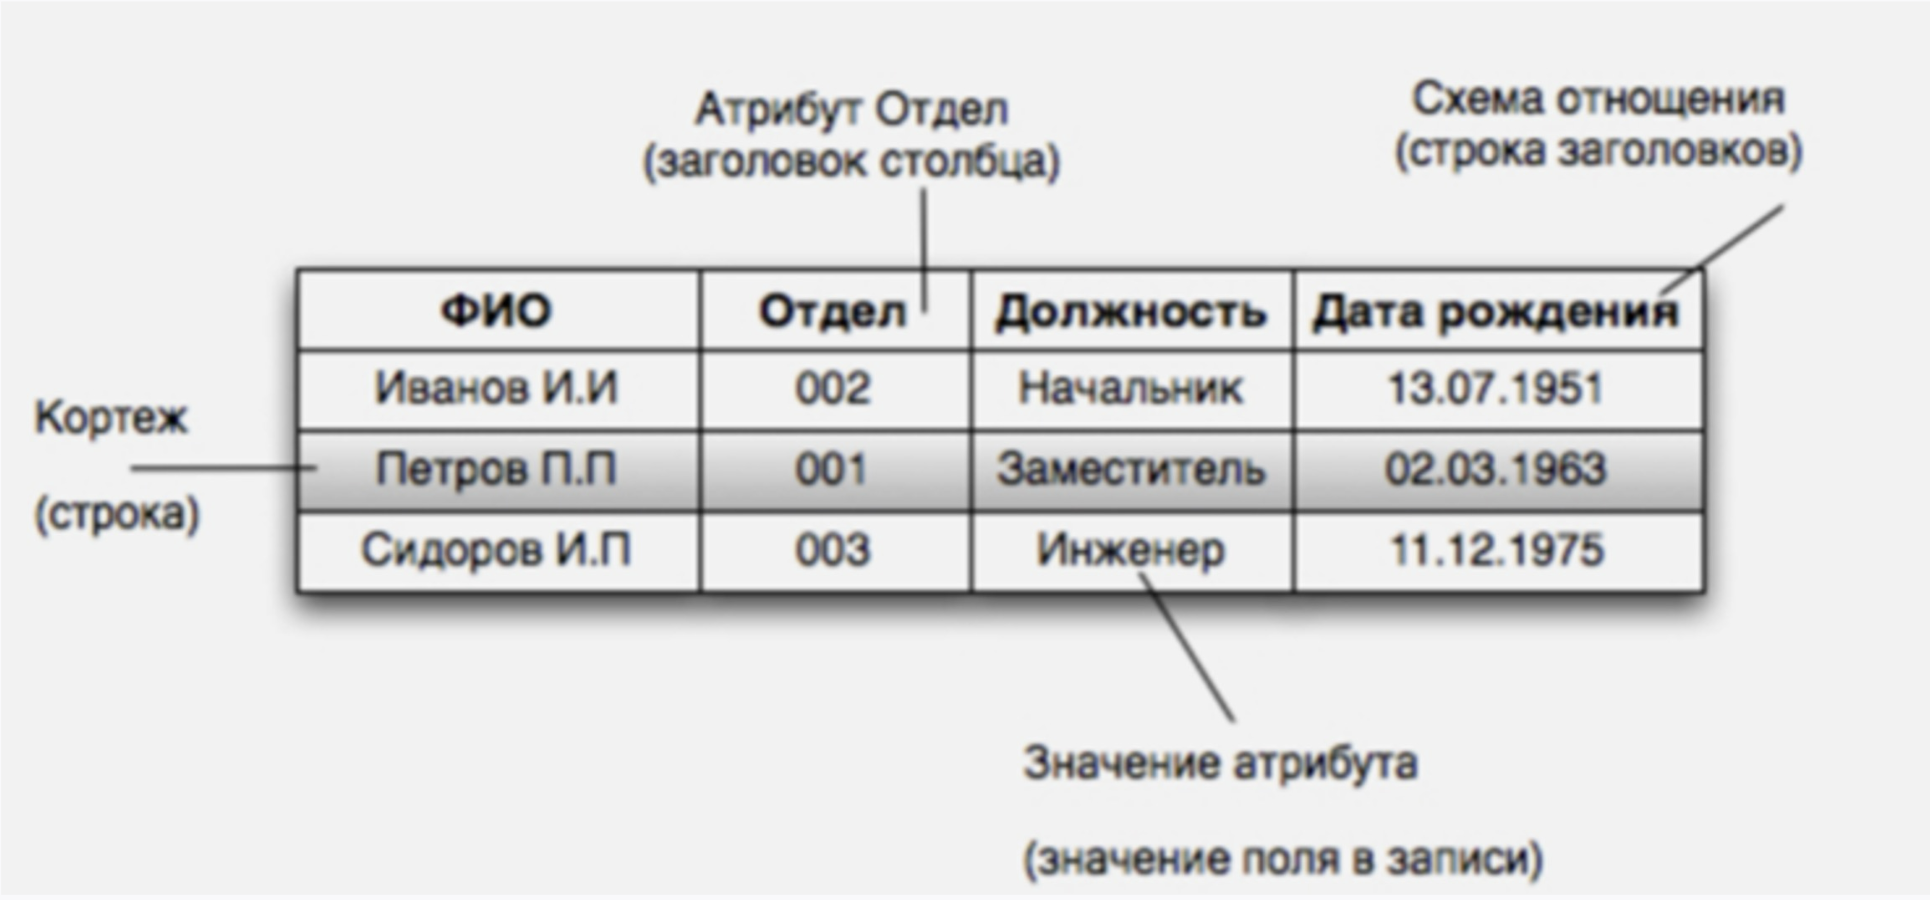 Атрибут Отдел
(заголовок столбца)
Схема отнощения
(строка заголовков)
ФИО Отдел Должность Дата рождения
Иванов И.И 002 Начальник 13.07.1951
Кортеж
(строка)
Петров П.П 001 Заместитель 02.03.1963
Сидоров И.П 003 Инженер 11.12.1975
Значение атрибута
(значение поля в записи)